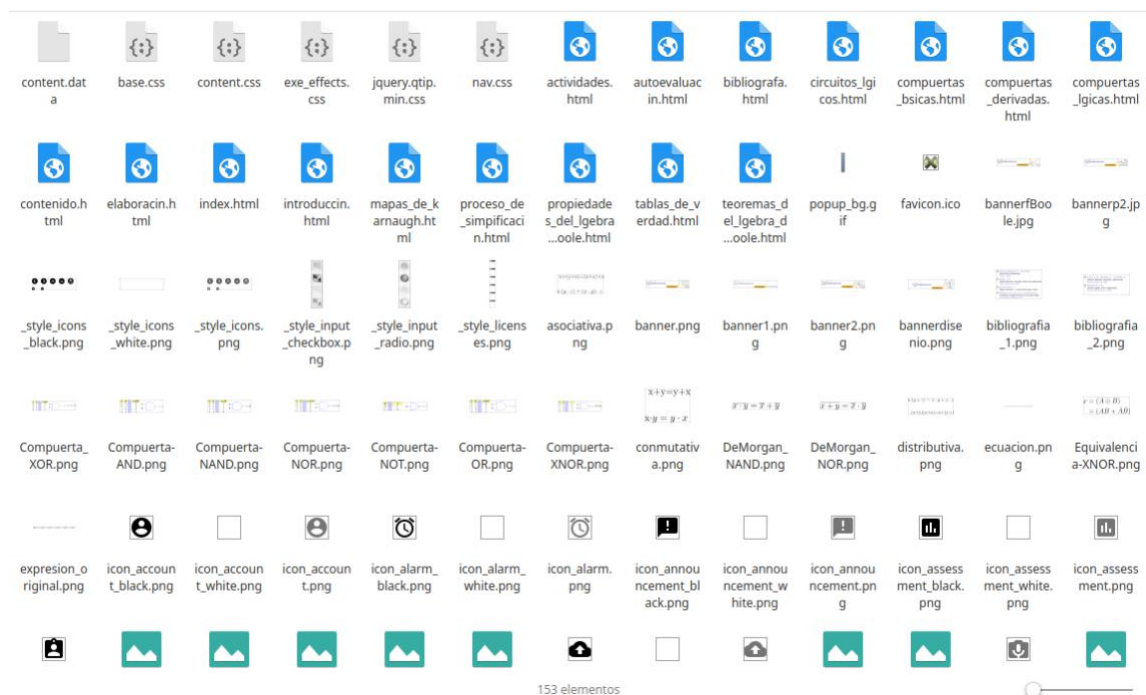 content.dat
a
base.css
content.css
exe_effects.
css
jquery.qtip.
min.css
nav.css
actividades.
html
autoevaluac
in.html
bibliografa.
html
circuitos_lgi
cos.html
compuertas
_bsicas.html
compuertas
_derivadas.
html
compuertas
_lgicas.html
contenido.h
tml
elaboracin.h
tml
index.html
introduccin.
html
mapas_de_k
arnaugh.ht
ml
proceso_de
_simpificaci
n.html
propiedade
s_del_lgebra
...oole.html
tablas_de_v
erdad.html
teoremas_d
el_lgebra_d
...oole.html
popup_bg.g
if
favicon.ico
bannerfBoo
le.jpg
bannerp2.jp
g
_style_icons
_black.png
_style_icons
_white.png
_style_icons.
png
_style_input
_checkbox.p
ng
_style_input
_radio.png
_style_licens
es.png
asociativa.p
ng
banner.png
banner1.pn
g
banner2.pn
g
bannerdise
nio.png
bibliografia
_1.png
bibliografia
_2.png
x+y=y+x
x·y = y · x
Compuerta_
XOR.png
Compuerta-
AND.png
Compuerta-
NAND.png
Compuerta-
NOR.png
Compuerta-
NOT.png
Compuerta-
OR.png
Compuerta-
XNOR.png
conmutativ
a.png
DeMorgan_
NAND.png
DeMorgan_
NOR.png
distributiva.
png
ecuacion.pn
g
Equivalenci
a-XNOR.png
expresion_o
riginal.png
icon_accoun
t_black.png
icon_accoun
t_white.png
icon_accoun
t.png
icon_alarm_
black.png
icon_alarm_
white.png
icon_alarm.
png
icon_annou
ncement_bl
ack.png
icon_annou
ncement_w
hite.png
icon_annou
ncement.pn
g
icon_assess
ment_black.
png
icon_assess
ment_white.
png
icon_assess
ment.png
153 elementos